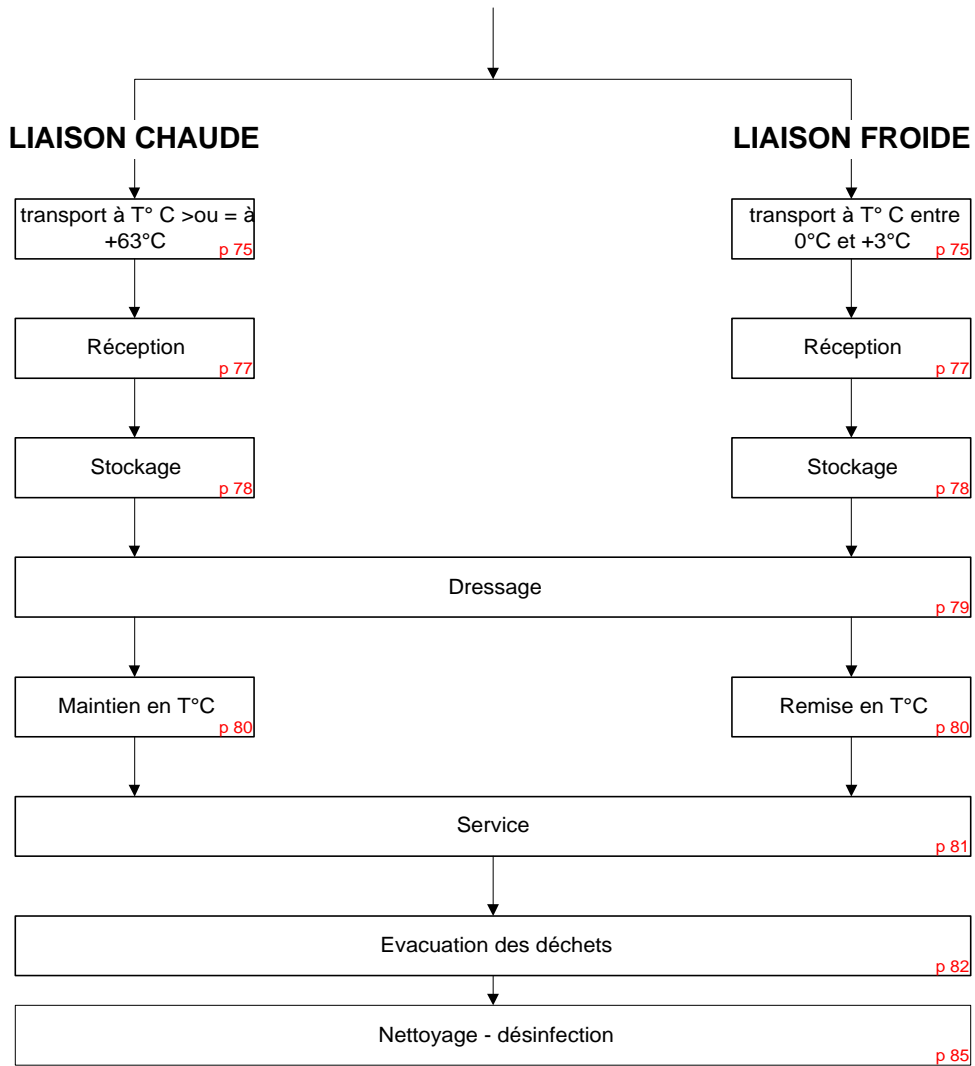 LIAISON CHAUDE
LIAISON FROIDE
transport à T° C >ou = à
+63°C
p 75
transport à T° C entre
0°C et +3°C
p 75
Réception
p 77
Réception
p 77
Stockage
p 78
Stockage
p 78
Dressage
p 79
Maintien en T°C
p 80
Remise en T°C
p 80
Service
p 81
Evacuation des déchets
p 82
Nettoyage - désinfection
p 85